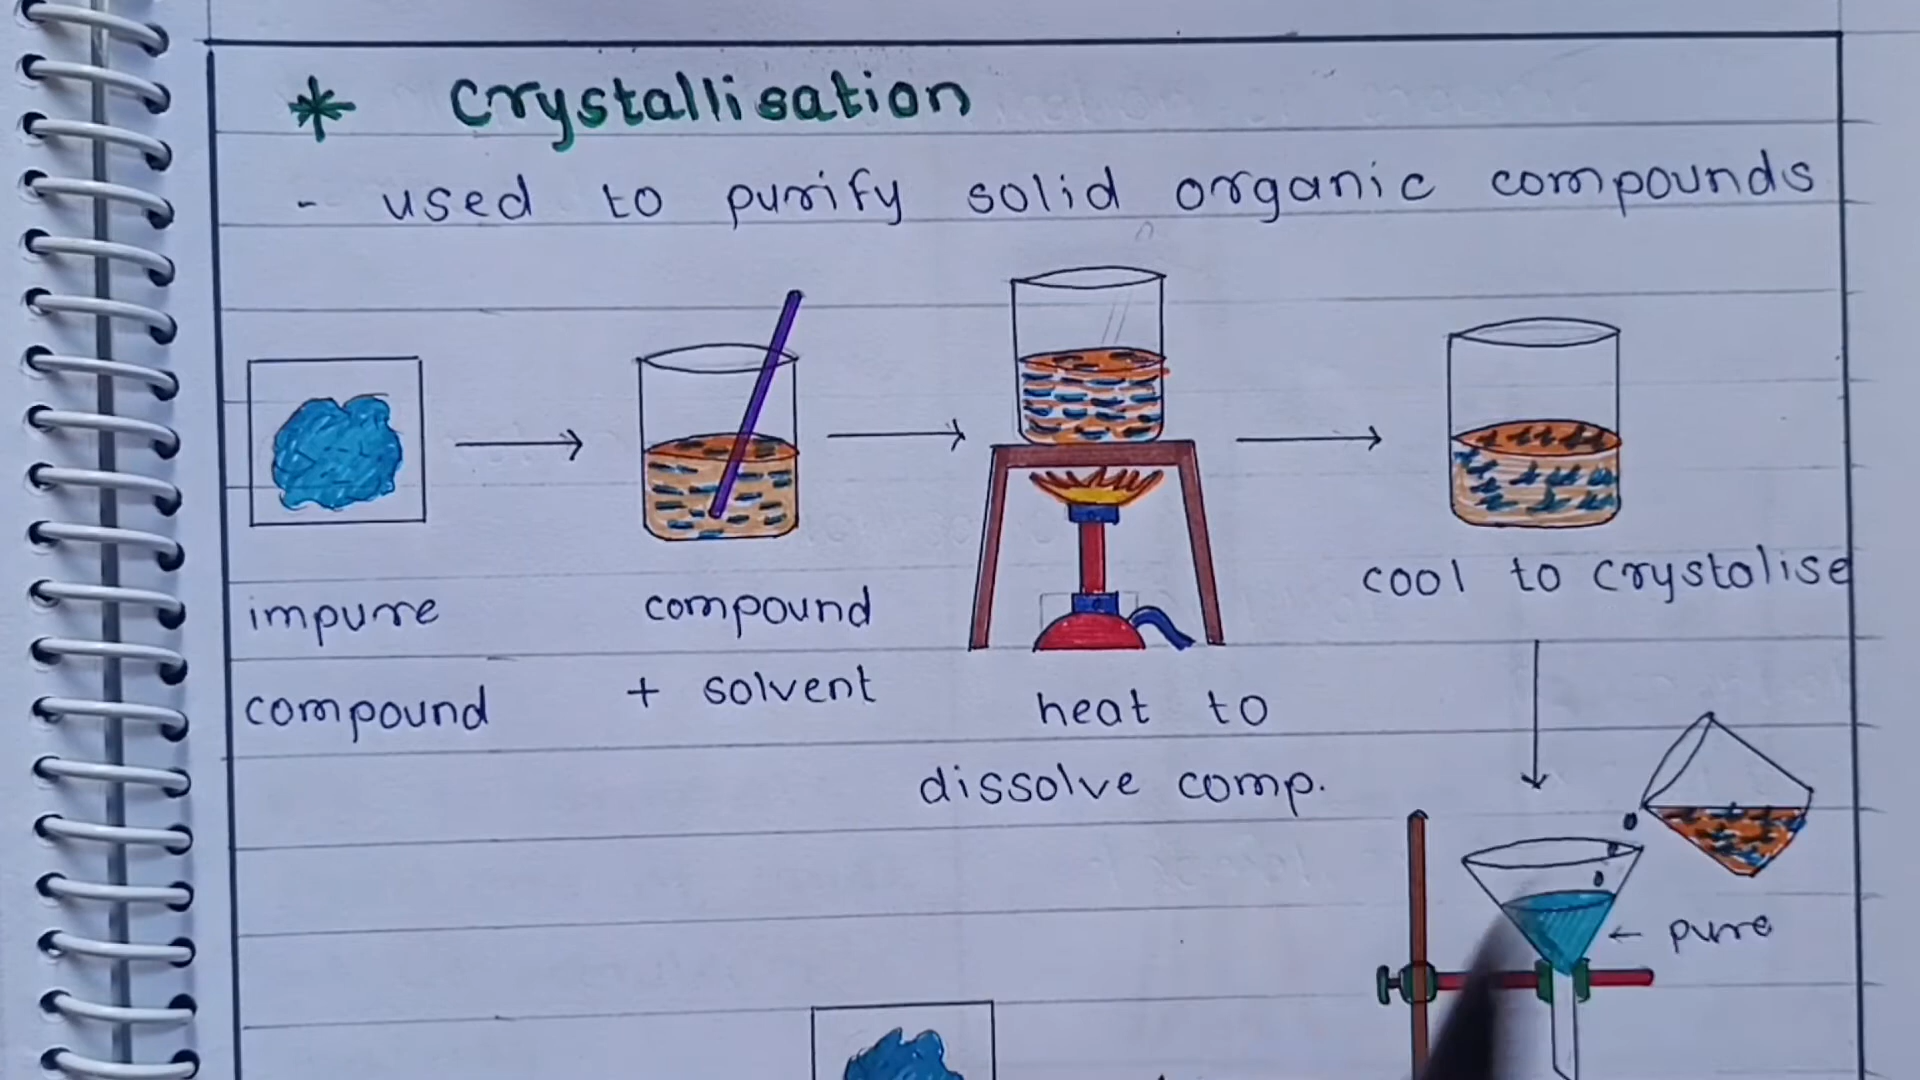 * Crystallisation
- used to purify solid organic compounds
impure
compound
compound
+ solvent
heat to
dissolve comp.
cool to crystolise
← pure